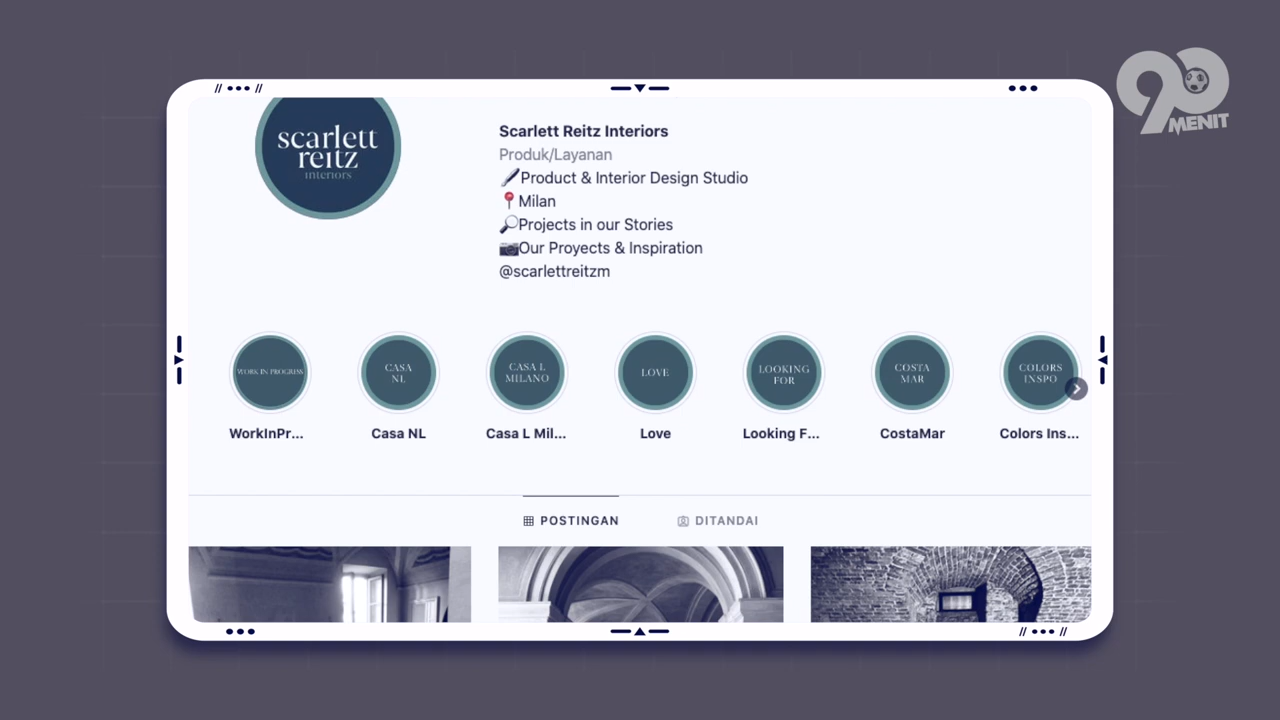 90
MENIT
scarlett
reitz
interiors
Scarlett Reitz Interiors
Produk/Layanan
🖊️Product & Interior Design Studio
📍Milan
🔎Projects in our Stories
📷Our Proyects & Inspiration
@scarlettreitzm
WORK IN PROGRESS
CASA
NL
CASA L
MILANO
LOVE
LOOKING
FOR
COSTA
MAR
COLORS
INSPO
WorkInPr...
Casa NL
Casa L Mil...
Love
Looking F...
CostaMar
Colors Ins...
POSTINGAN
DITANDAI